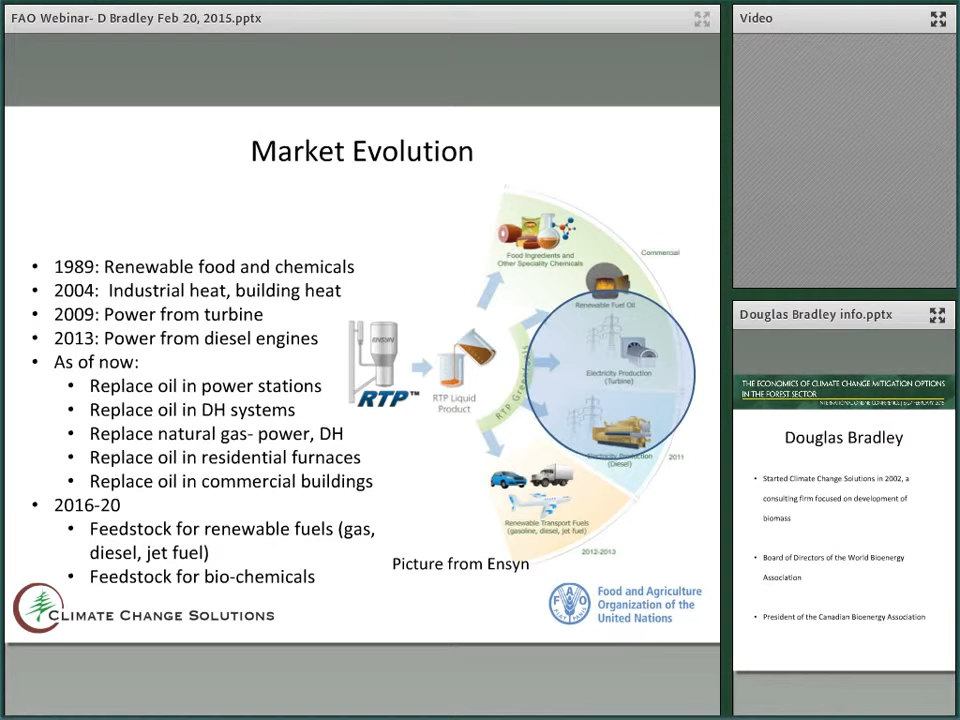 FAO Webinar- D Bradley Feb 20, 2015.pptx
Market Evolution
• 1989: Renewable food and chemicals
• 2004: Industrial heat, building heat
• 2009: Power from turbine
• 2013: Power from diesel engines
• As of now:
• Replace oil in power stations
• Replace oil in DH systems
• Replace natural gas- power, DH
• Replace oil in residential furnaces
• Replace oil in commercial buildings
• 2016-20
• Feedstock for renewable fuels (gas,
diesel, jet fuel)
• Feedstock for bio-chemicals
ENSYN
RTP™
RTP Liquid
Product
Food Ingredients and
Other Speciality Chemicals
Commercial
Renewable Fuel Oil
Electricity Production
(Turbine)
Electricity Production
(Diesel)
2011
Renewable Transport Fuels
(gasoline, diesel, jet fuel)
2012-2013
Picture from Ensyn
CLIMATE CHANGE SOLUTIONS
FAO
FIAT PANIS
Food and Agriculture
Organization of the
United Nations
Video
Douglas Bradley info.pptx
THE ECONOMICS OF CLIMATE CHANGE MITIGATION OPTIONS
IN THE FOREST SECTOR
Douglas Bradley
• Started Climate Change Solutions in 2002, a
consulting firm focused on development of
biomass
• Board of Directors of the World Bioenergy
Association
• President of the Canadian Bioenergy Association